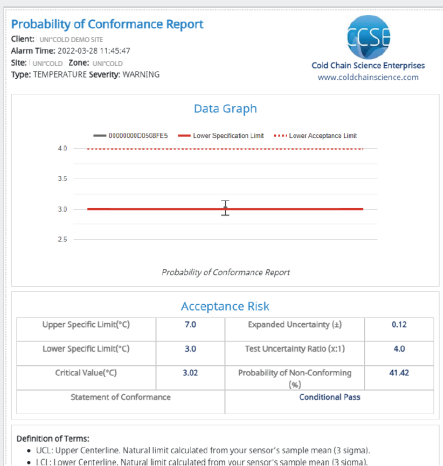 Probability of Conformance Report
Client: UNI°COLD DEMO SITE
Alarm Time: 2022-03-28 11:45:47
Site: UNI°COLD Zone: UNI°COLD
Type: TEMPERATURE Severity: WARNING
CCSE
Cold Chain Science Enterprises
www.coldchainscience.com
Data Graph
00000000CD508FE5 Lower Specification Limit Lower Acceptance Limit
4.0
3.5
3.0
2.5
Probability of Conformance Report
Acceptance Risk
Upper Specific Limit(°C) 7.0 Expanded Uncertainty (±) 0.12
Lower Specific Limit(°C) 3.0 Test Uncertainty Ratio (x:1) 4.0
Critical Value(°C) 3.02 Probability of Non-Conforming (%) 41.42
Statement of Conformance Conditional Pass
Definition of Terms:
• UCL: Upper Centerline. Natural limit calculated from your sensor's sample mean (3 sigma).
• LCL: Lower Centerline. Natural limit calculated from your sensor's sample mean (3 sigma).